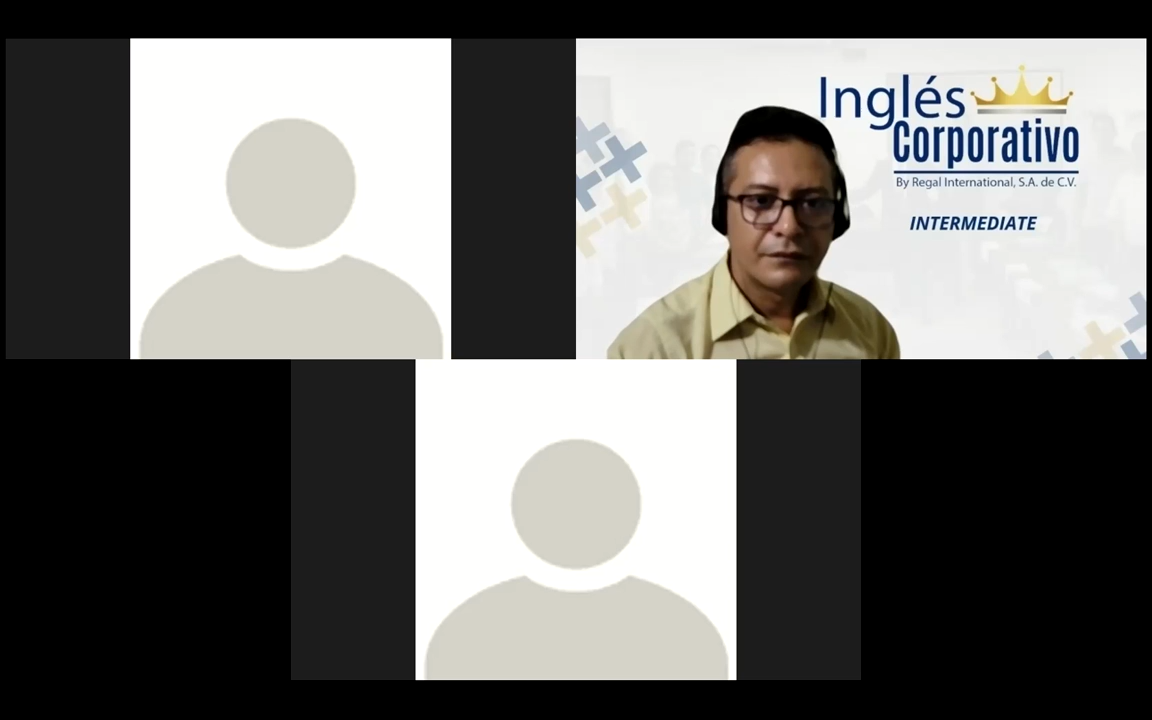 Inglés
Corporativo
By Regal International, S.A. de C.V.
INTERMEDIATE